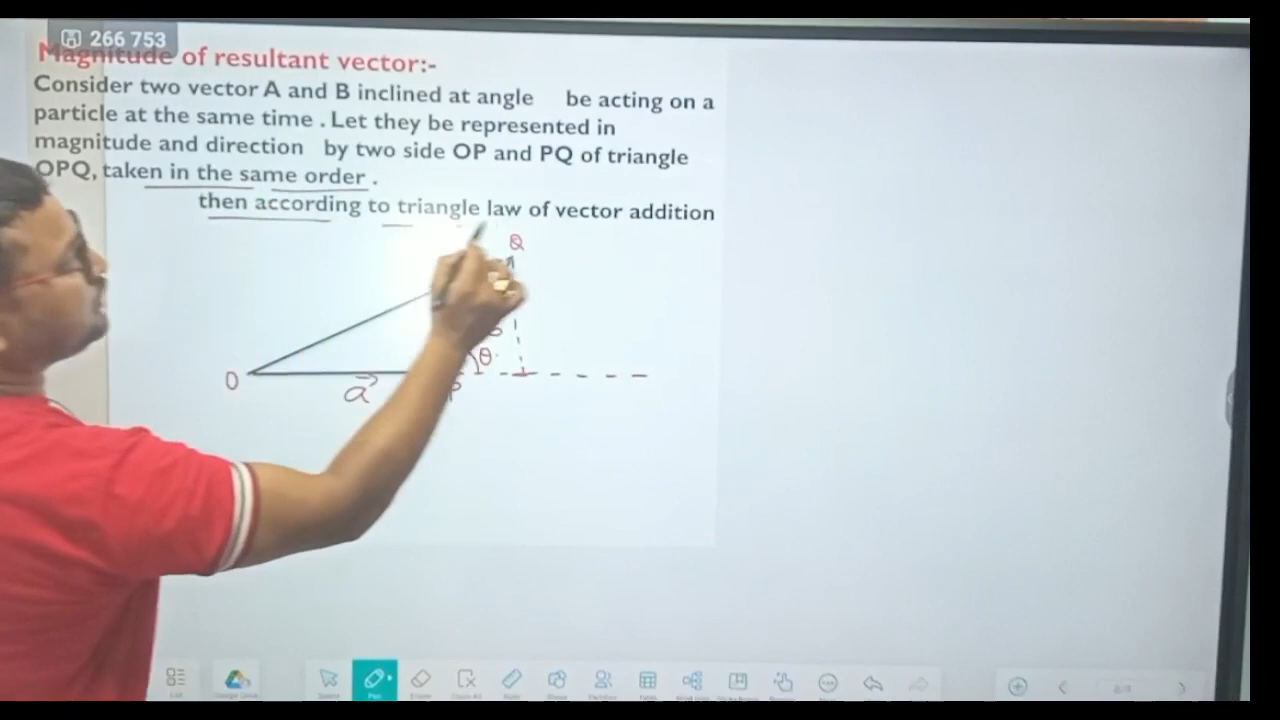 266 753
Magnitude of resultant vector:-
Consider two vector A and B inclined at angle be acting on a
particle at the same time . Let they be represented in
magnitude and direction by two side OP and PQ of triangle
OPQ, taken in the same order .
then according to triangle law of vector addition
Q
θ
O
a
P